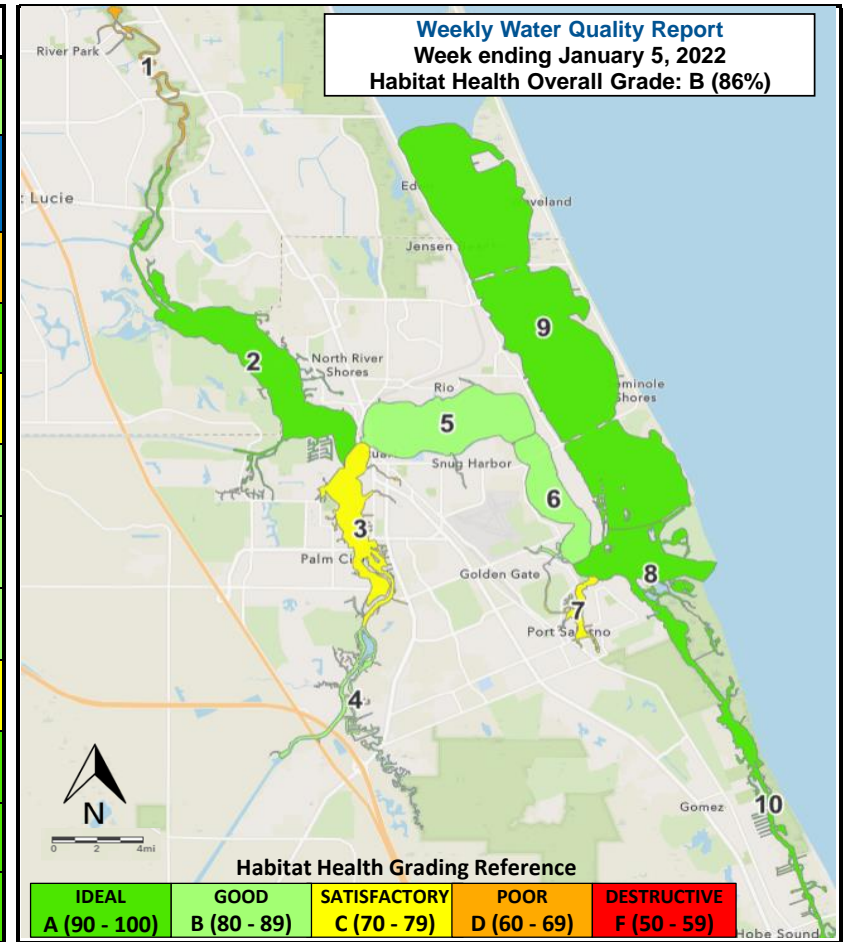 Weekly Water Quality Report
Week ending January 5, 2022
Habitat Health Overall Grade: B (86%)
River Park
1
Lucie
Jensen
9
2
North River
Shores
Rio
Shores
5
Snug Harbor
6
3
Palm
Golden Gate
8
7
Port
4
N
0 2 4mi
Gomez
10
Habitat Health Grading Reference
IDEAL GOOD SATISFACTORY POOR DESTRUCTIVE
A (90 - 100) B (80 - 89) C (70 - 79) D (60 - 69) F (50 - 59)
Hobe Sound